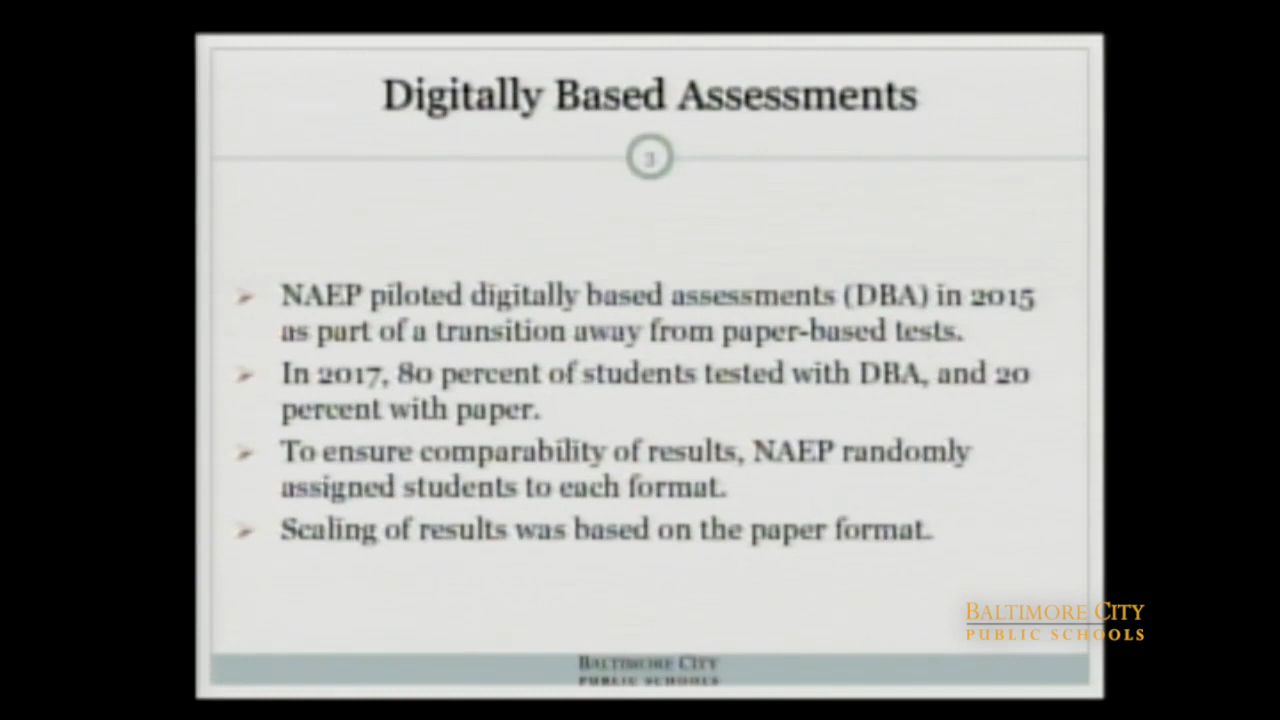 Digitally Based Assessments
3
➢ NAEP piloted digitally based assessments (DBA) in 2015
as part of a transition away from paper-based tests.
➢ In 2017, 80 percent of students tested with DBA, and 20
percent with paper.
➢ To ensure comparability of results, NAEP randomly
assigned students to each format.
➢ Scaling of results was based on the paper format.
BALTIMORE CITY
PUBLIC SCHOOLS
BALTIMORE CITY
PUBLIC SCHOOLS